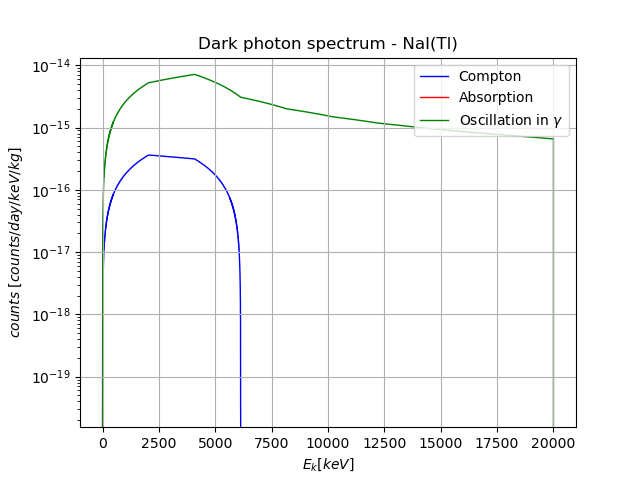 Dark photon spectrum - NaI(Tl)
Compton
Absorption
Oscillation in γ
10⁻¹⁴
10⁻¹⁵
10⁻¹⁶
10⁻¹⁷
10⁻¹⁸
10⁻¹⁹
counts [counts/day/keV/kg]
0 2500 5000 7500 10000 12500 15000 17500 20000
Eₖ[keV]